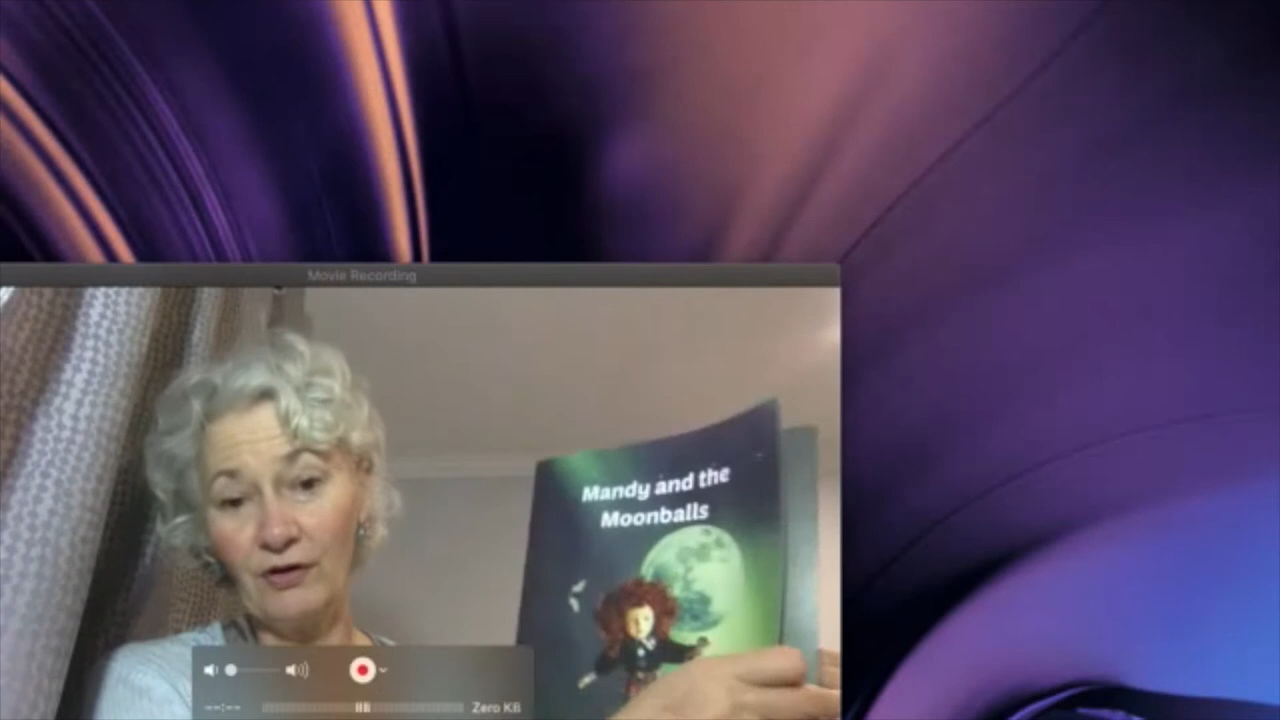 Movie Recording
Mandy and the
Moonballs
--:--
Zero KB